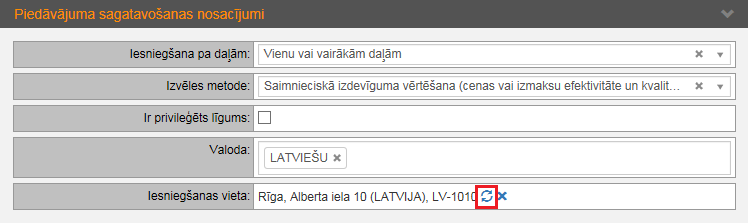 Piedāvājuma sagatavošanas nosacījumi
Iesniegšana pa daļām: Vienu vai vairākām daļām
Izvēles metode: Saimnieciskā izdevīguma vērtēšana (cenas vai izmaksu efektivitāte un kvalit...
Ir privileģēts līgums:
Valoda: LATVIEŠU
Iesniegšanas vieta: Rīga, Alberta iela 10 (LATVIJA), LV-1010